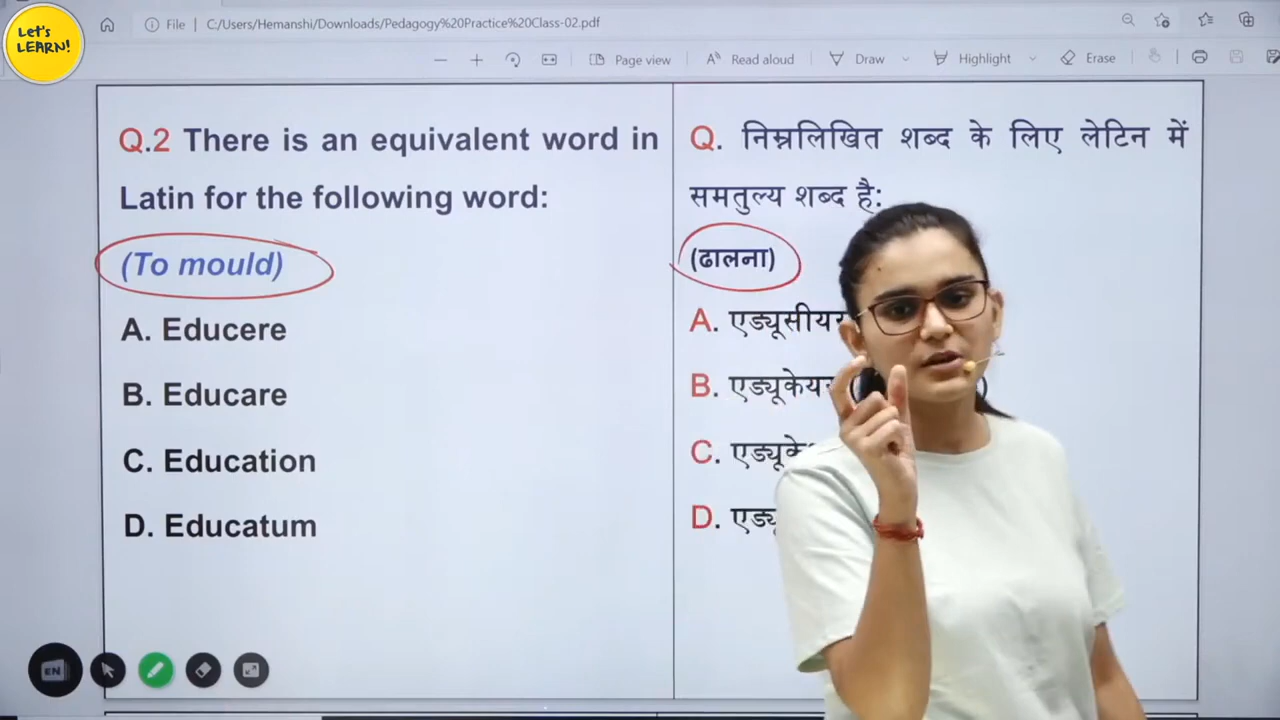 Let's
LEARN!
File | C:/Users/Hemanshi/Downloads/Pedagogy%20Practice%20Class-02.pdf
Page view | Read aloud | Draw | Highlight | Erase
Q.2 There is an equivalent word in
Latin for the following word:
(To mould)
A. Educere
B. Educare
C. Education
D. Educatum
Q. निम्नलिखित शब्द के लिए लेटिन में
समतुल्य शब्द है:
(ढालना)
A. एड्यूसीयर
B. एड्यूकेयर
C.
D.
EN